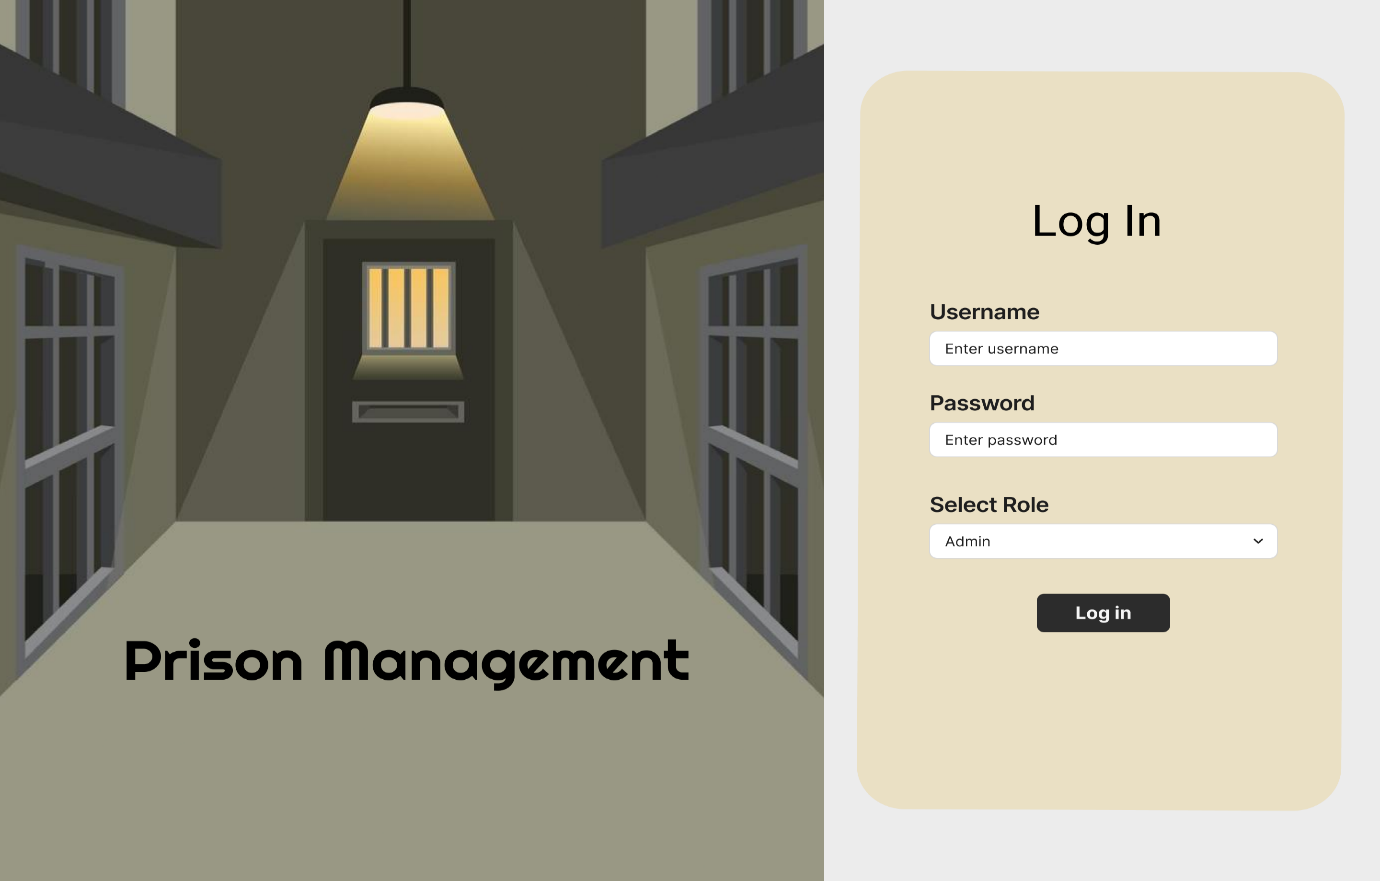 Prison Management
Log In
Username
Enter username
Password
Enter password
Select Role
Admin
Log in